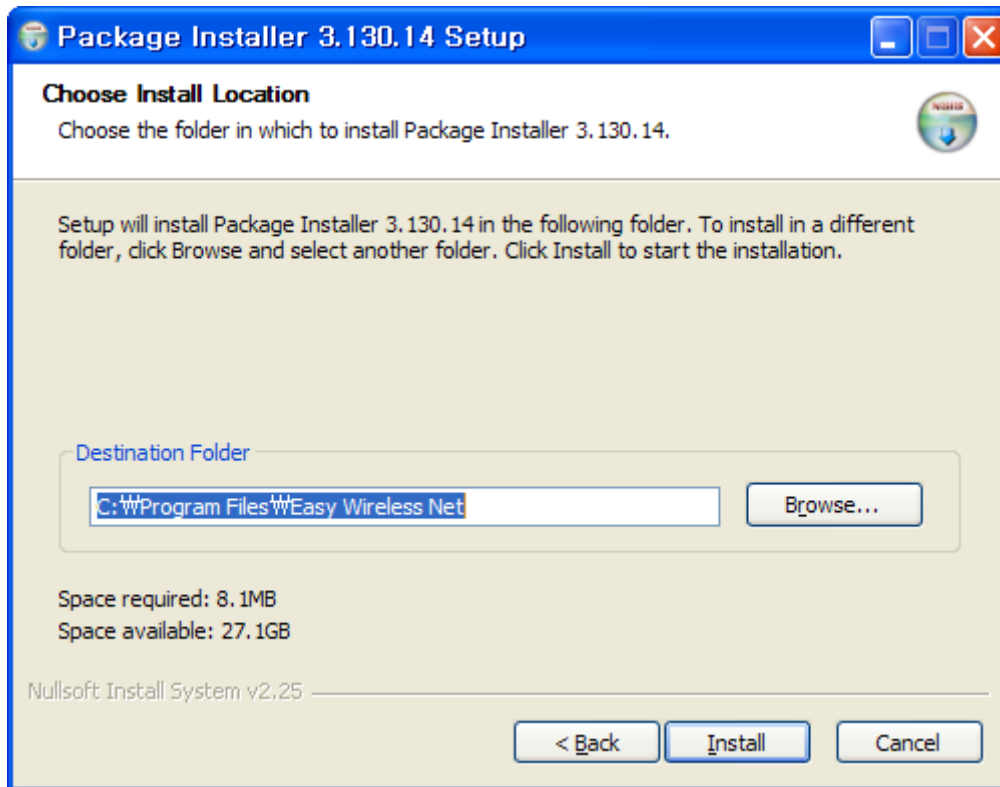 Package Installer 3.130.14 Setup
Choose Install Location
Choose the folder in which to install Package Installer 3.130.14.
Setup will install Package Installer 3.130.14 in the following folder. To install in a different
folder, click Browse and select another folder. Click Install to start the installation.
Destination Folder
C:₩Program Files₩Easy Wireless Net
Browse...
Space required: 8.1MB
Space available: 27.1GB
Nullsoft Install System v2.25
< Back
Install
Cancel